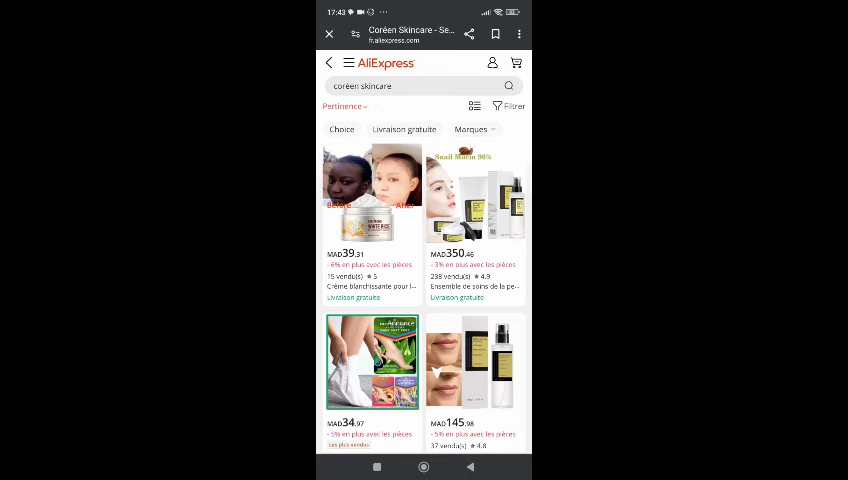 17:43
Coréen Skincare - Se...
fr.aliexpress.com
AliExpress
coréen skincare
Pertinence
Filtrer
Choice
Livraison gratuite
Marques
Before
After
WHITE RICE
Snail Mucin 96%
MAD39.31
- 6% en plus avec les pièces
15 vendu(s) ★ 5
Crème blanchissante pour l...
Livraison gratuite
MAD350.46
- 3% en plus avec les pièces
238 vendu(s) ★ 4.9
Ensemble de soins de la pe...
Livraison gratuite
Annonce
MAD34.97
- 5% en plus avec les pièces
Les plus vendus
MAD145.98
- 5% en plus avec les pièces
37 vendu(s) ★ 4.8